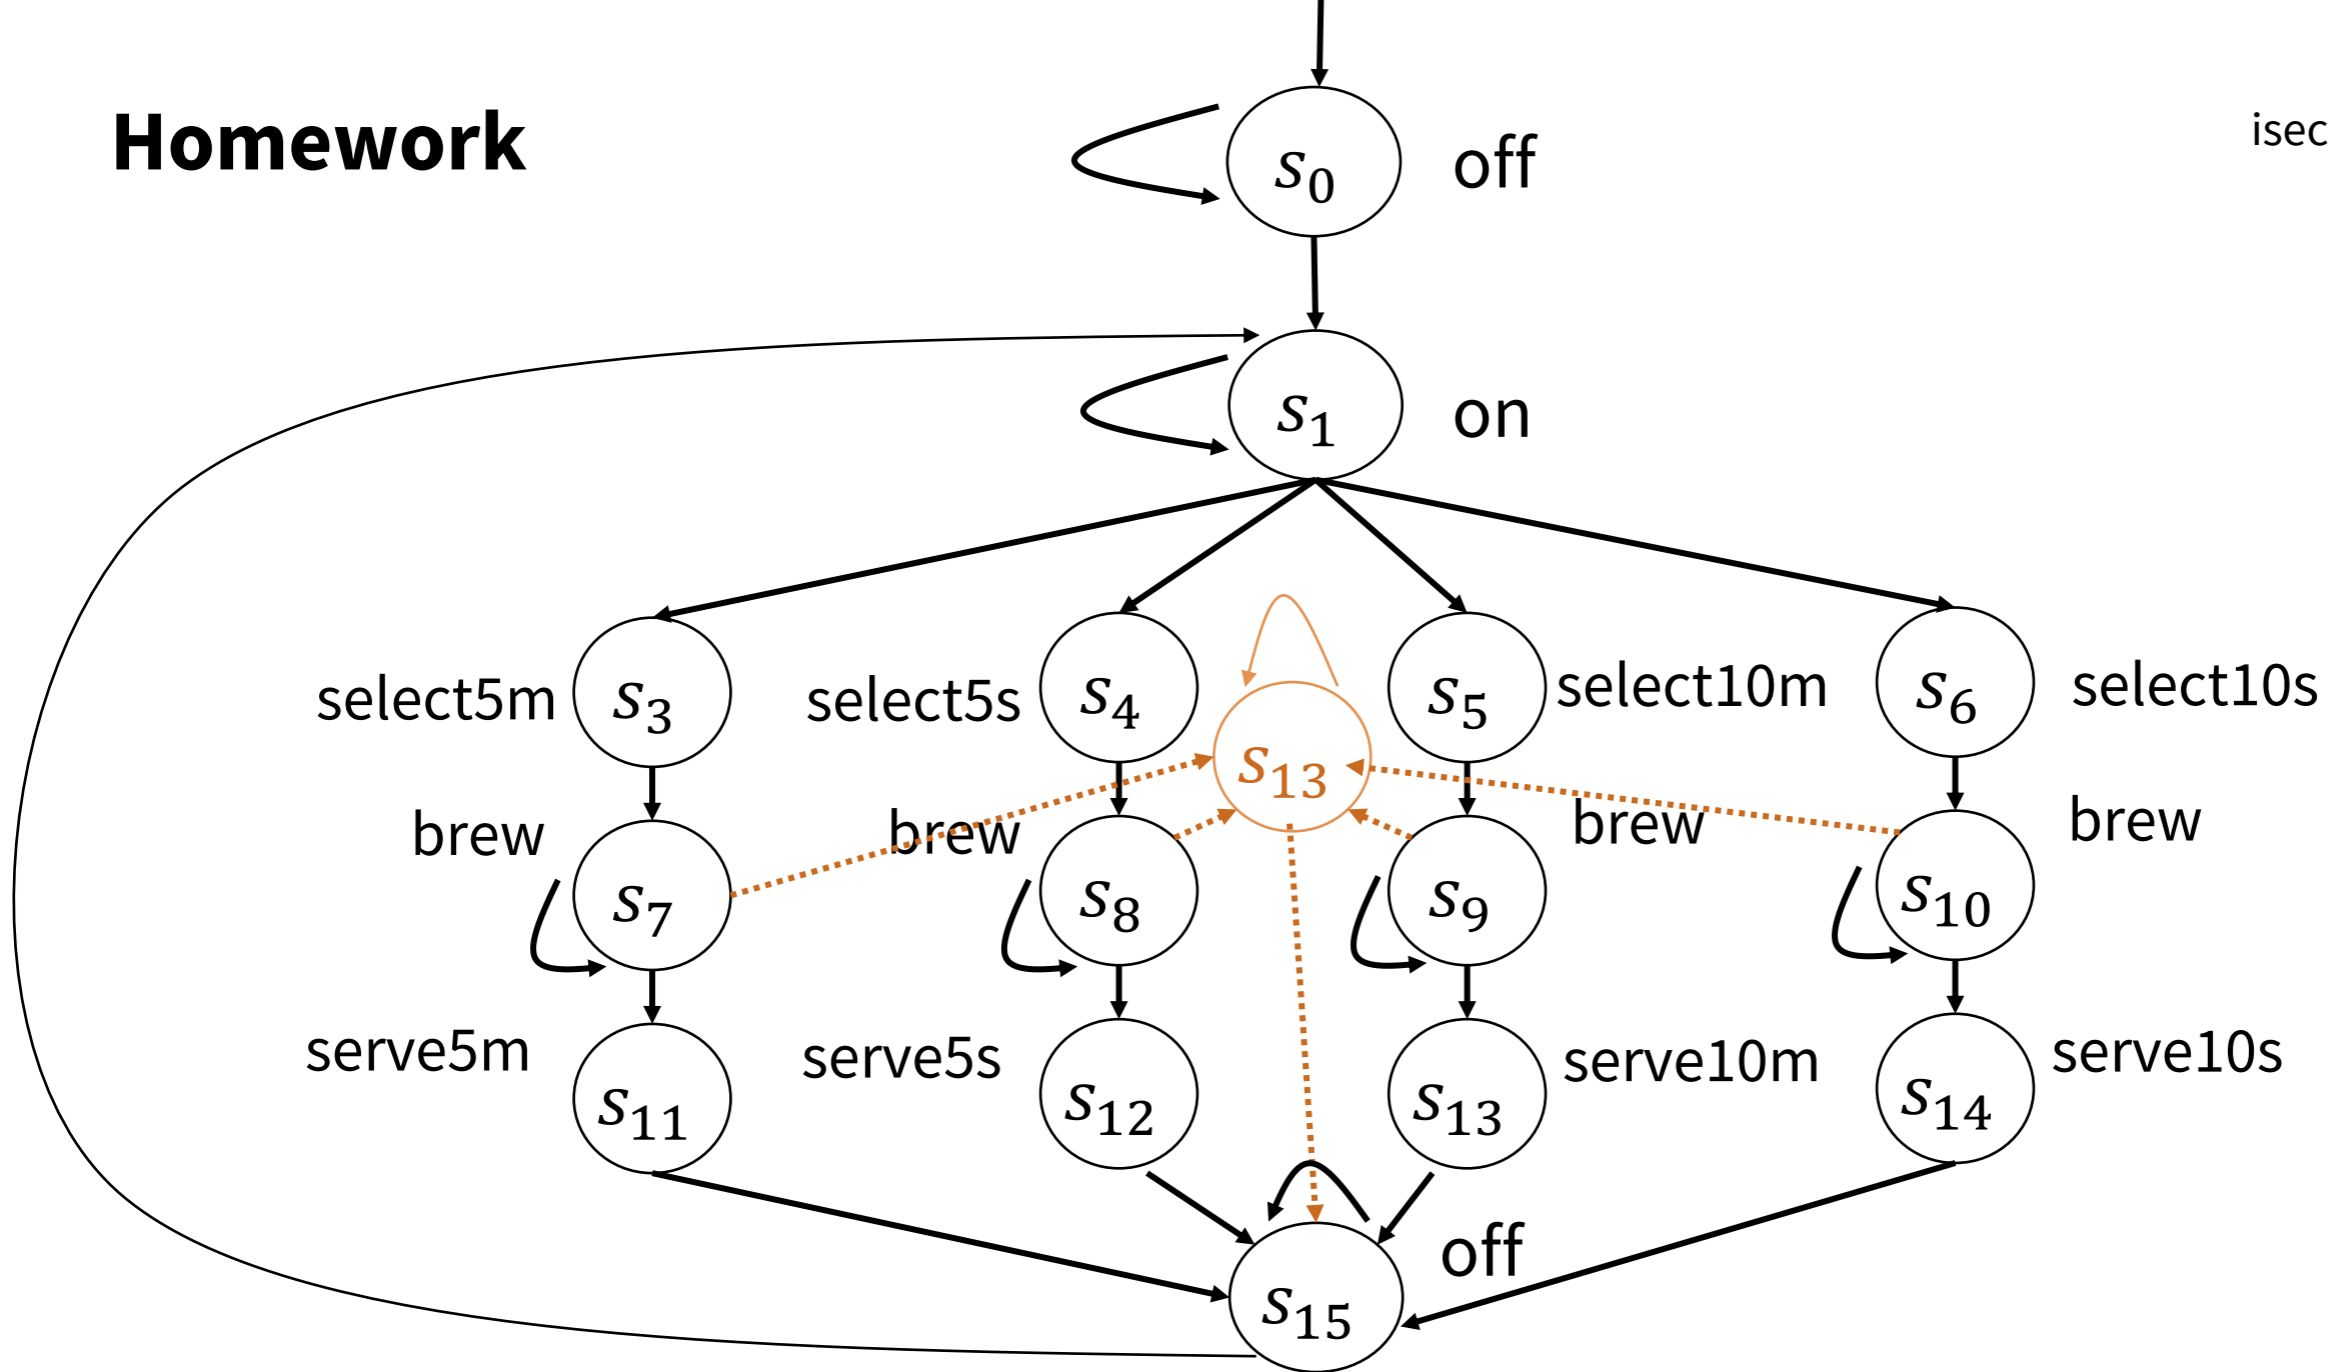 Homework
isec
s0
off
s1
on
select5m
s3
select5s
s4
s13
s5
select10m
s6
select10s
brew
s7
brew
s8
s9
brew
s10
brew
serve5m
s11
serve5s
s12
s13
serve10m
s14
serve10s
s15
off